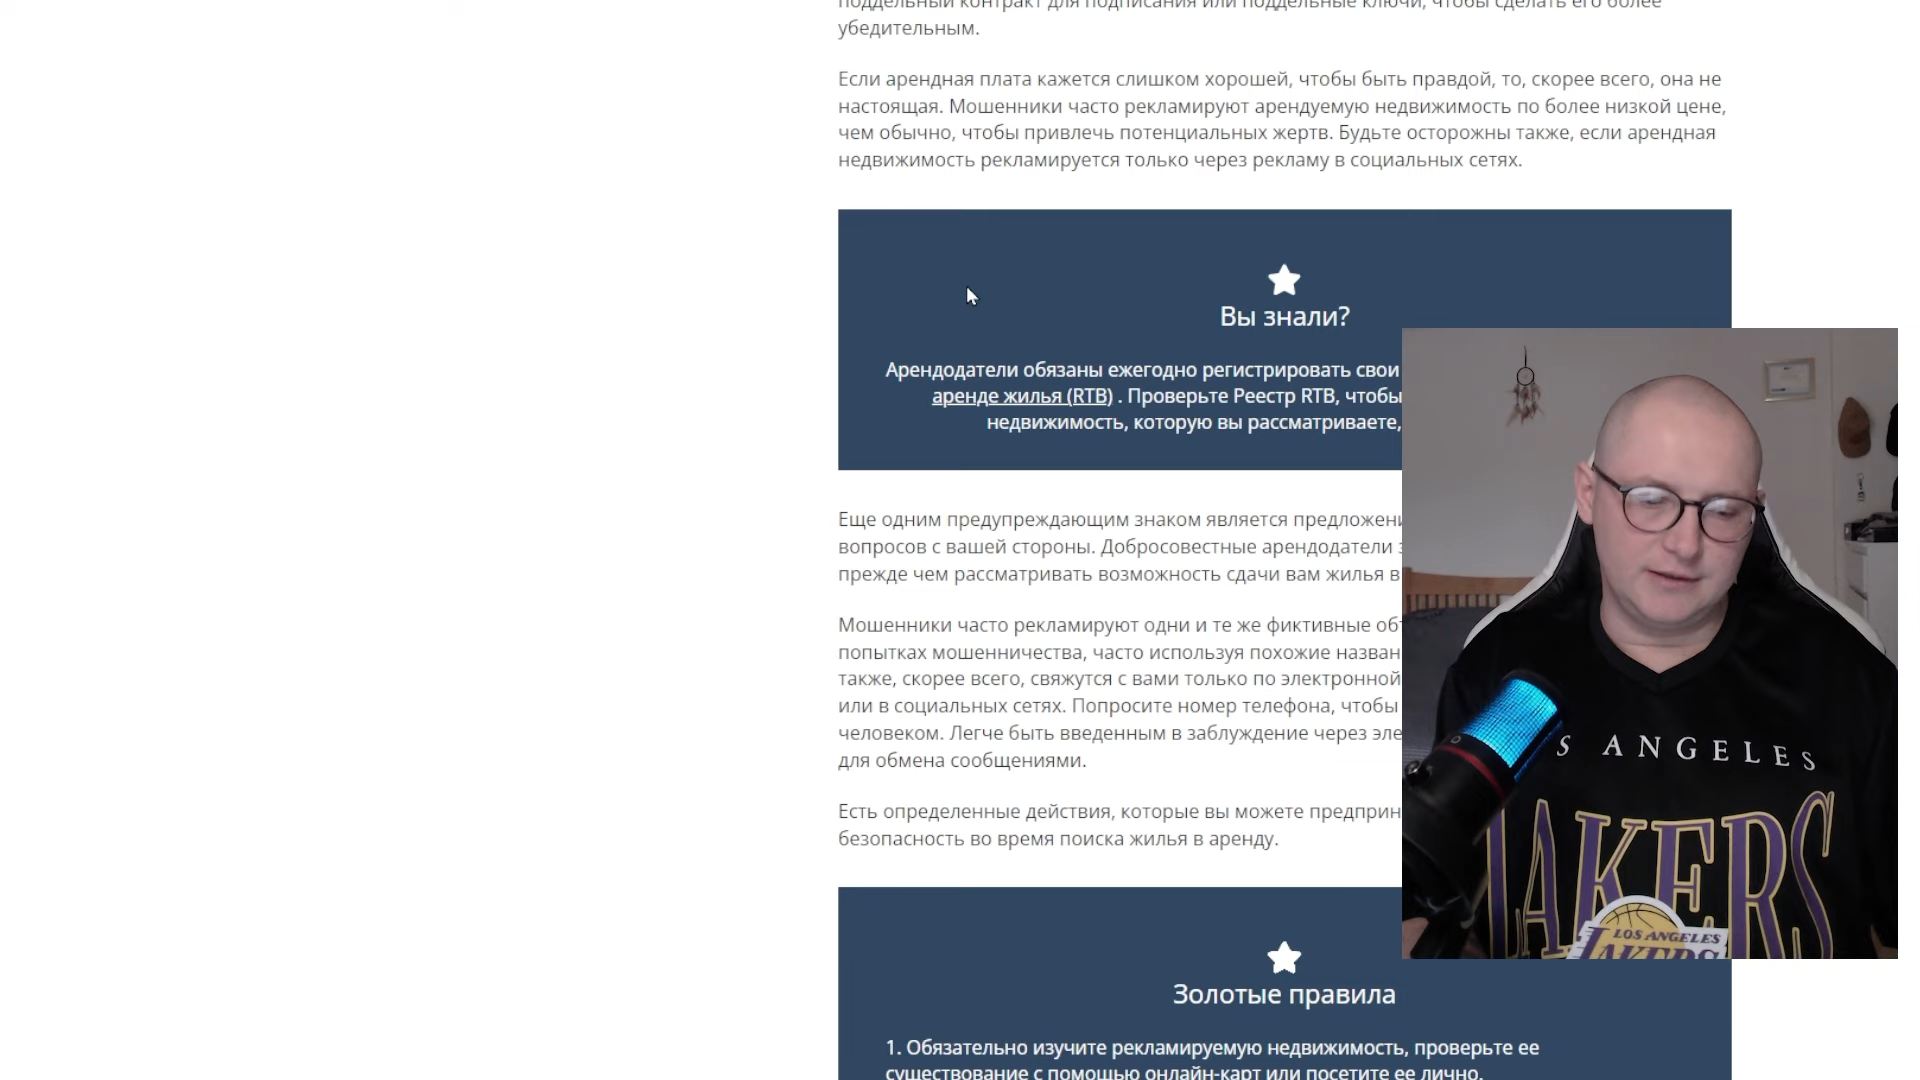 поддельный контракт для подписания или поддельные ключи, чтобы сделать его более
убедительным.
Если арендная плата кажется слишком хорошей, чтобы быть правдой, то, скорее всего, она не
настоящая. Мошенники часто рекламируют арендуемую недвижимость по более низкой цене,
чем обычно, чтобы привлечь потенциальных жертв. Будьте осторожны также, если арендная
недвижимость рекламируется только через рекламу в социальных сетях.
Вы знали?
Арендодатели обязаны ежегодно регистрировать свои
аренде жилья (RTB) . Проверьте Реестр RTB, чтобы
недвижимость, которую вы рассматриваете,
Еще одним предупреждающим знаком является
вопросов с вашей стороны. Добросовестные арендодатели
прежде чем рассматривать возможность сдачи вам жилья в
Мошенники часто рекламируют одни и те же фиктивные
попытках мошенничества, часто используя похожие
также, скорее всего, свяжутся с вами только по электронной
или в социальных сетях. Попросите номер телефона, чтобы
человеком. Легче быть введенным в заблуждение через
для обмена сообщениями.
Есть определенные действия, которые вы можете
безопасность во время поиска жилья в аренду.
Золотые правила
1. Обязательно изучите рекламируемую недвижимость, проверьте ее
существование с помощью онлайн-карт или посетите ее лично.
S ANGELES
LAKERS
LOS ANGELES
LAKERS